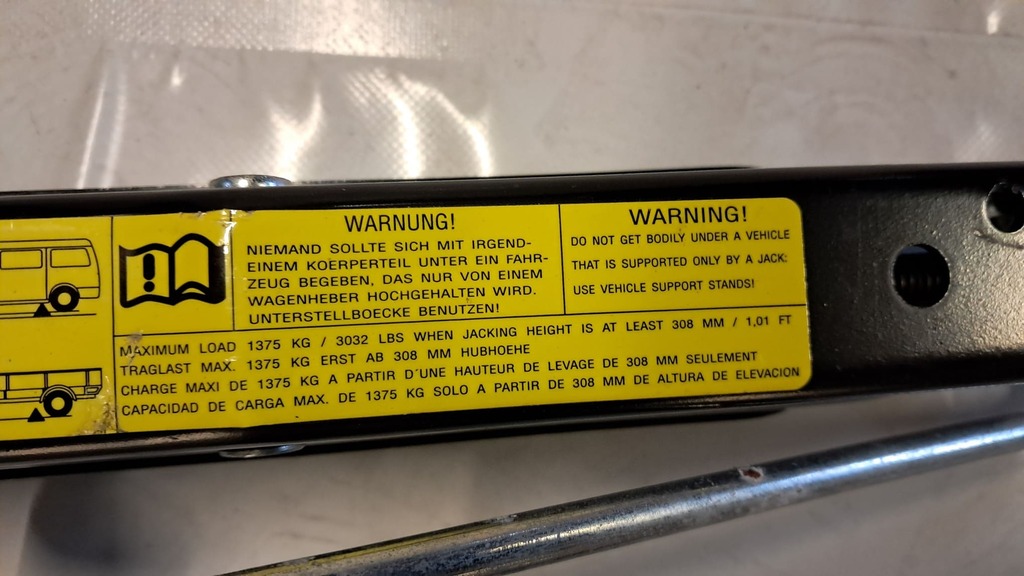 WARNUNG!
NIEMAND SOLLTE SICH MIT IRGEND-
EINEM KOERPERTEIL UNTER EIN FAHR-
ZEUG BEGEBEN, DAS NUR VON EINEM
WAGENHEBER HOCHGEHALTEN WIRD.
UNTERSTELLBOECKE BENUTZEN!
WARNING!
DO NOT GET BODILY UNDER A VEHICLE
THAT IS SUPPORTED ONLY BY A JACK:
USE VEHICLE SUPPORT STANDS!
MAXIMUM LOAD 1375 KG / 3032 LBS WHEN JACKING HEIGHT IS AT LEAST 308 MM / 1,01 FT
TRAGLAST MAX. 1375 KG ERST AB 308 MM HUBHOEHE
CHARGE MAXI DE 1375 KG A PARTIR D'UNE HAUTEUR DE LEVAGE DE 308 MM SEULEMENT
CAPACIDAD DE CARGA MAX. DE 1375 KG SOLO A PARTIR DE 308 MM DE ALTURA DE ELEVACION